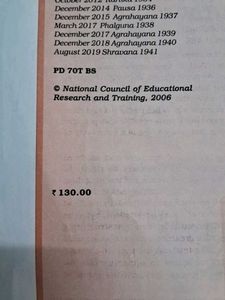 December 2014 Pausa 1936
December 2015 Agrahayana 1937
March 2017 Phalguna 1938
December 2017 Agrahayana 1939
December 2018 Agrahayana 1940
August 2019 Shravana 1941
PD 70T BS
© National Council of Educational
Research and Training, 2006
₹ 130.00